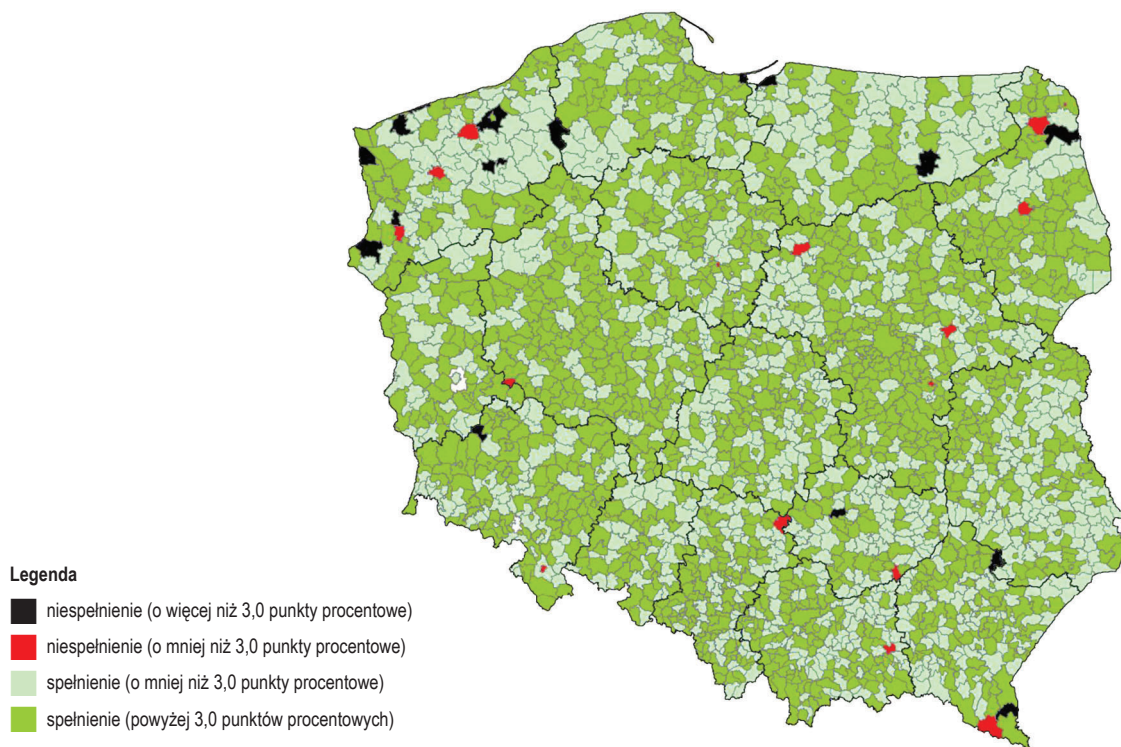 Legenda
niespełnienie (o więcej niż 3,0 punkty procentowe)
niespełnienie (o mniej niż 3,0 punkty procentowe)
spełnienie (o mniej niż 3,0 punkty procentowe)
spełnienie (powyżej 3,0 punktów procentowych)